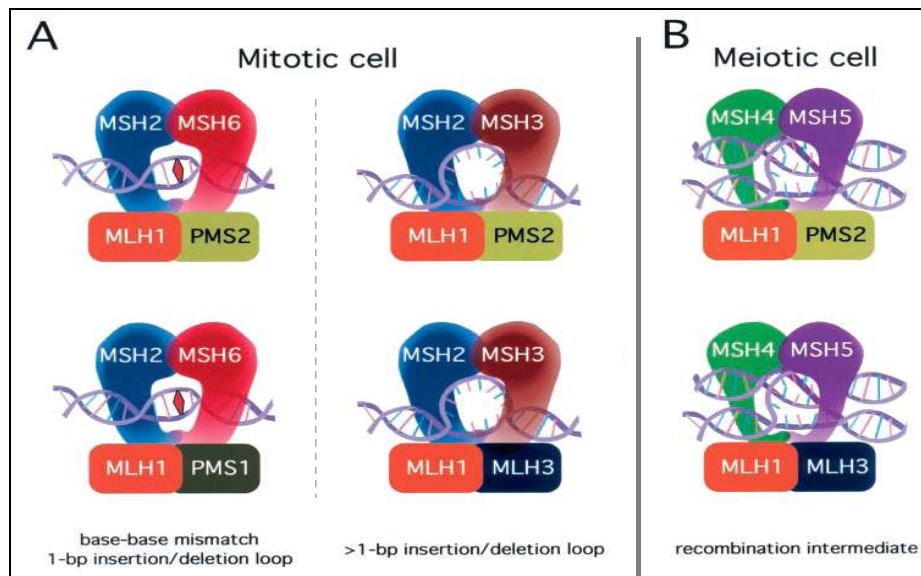 A
Mitotic cell
MSH2 MSH6
MLH1 PMS2
MSH2 MSH3
MLH1 PMS2
MSH2 MSH6
MLH1 PMS1
base-base mismatch
1-bp insertion/deletion loop
MSH2 MSH3
MLH1 MLH3
>1-bp insertion/deletion loop
B
Meiotic cell
MSH4 MSH5
MLH1 PMS2
MSH4 MSH5
MLH1 MLH3
recombination intermediate